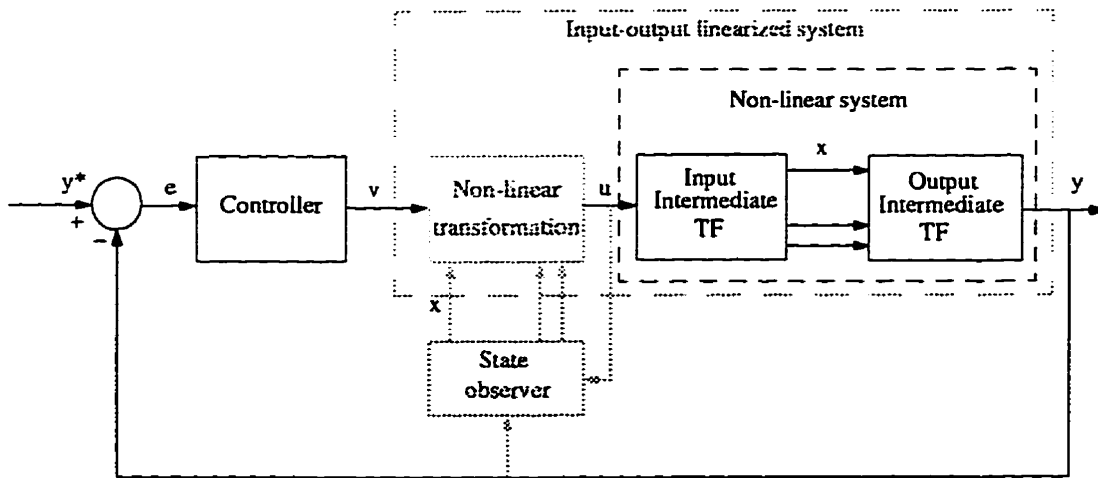 Input-output linearized system
Non-linear system
y*
+
-
e
Controller
v
Non-linear
transformation
u
Input
Intermediate
TF
x
Output
Intermediate
TF
y
x
State
observer